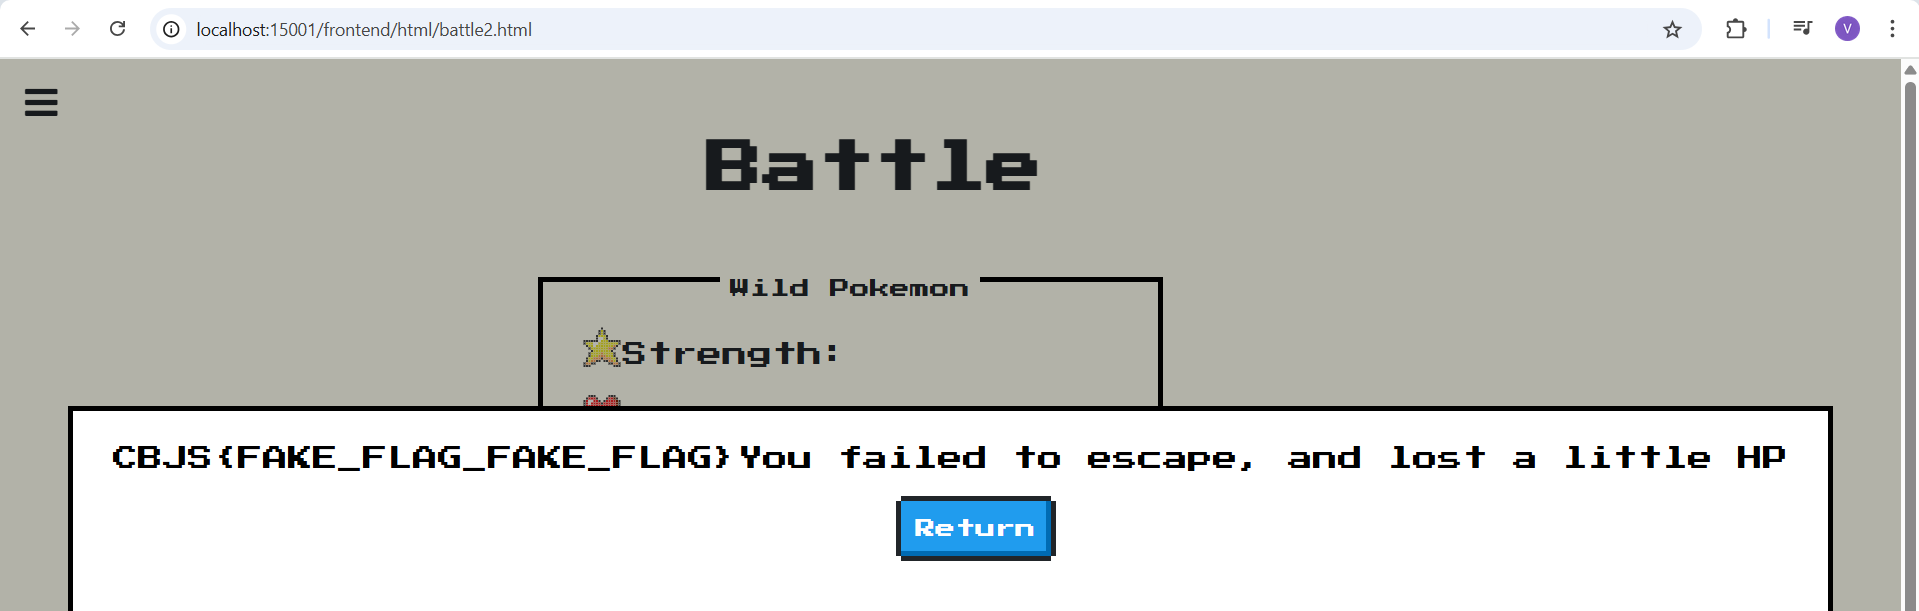 localhost:15001/frontend/html/battle2.html
V
Battle
Wild Pokemon
Strength:
CBJS{FAKE_FLAG_FAKE_FLAG}You failed to escape, and lost a little HP
Return